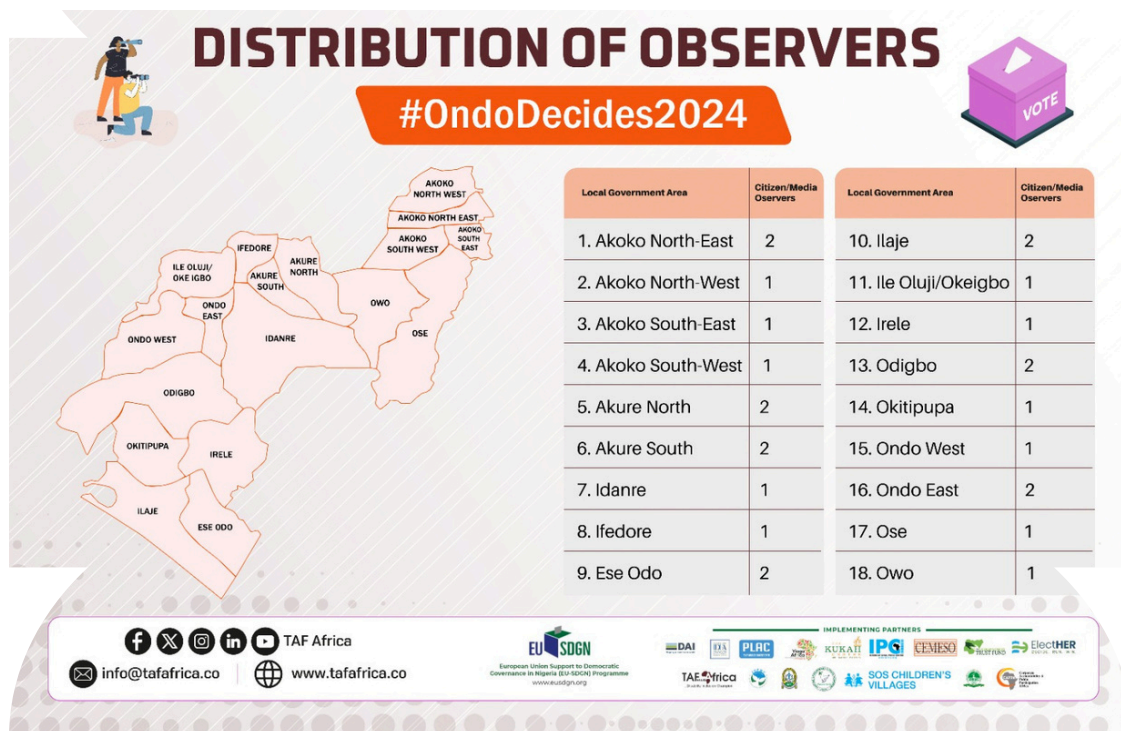 DISTRIBUTION OF OBSERVERS
#OndoDecides2024
VOTE
AKOKO
NORTH WEST
AKOKO NORTH EAST
AKOKO
SOUTH WEST
AKOKO
SOUTH
EAST
IFEDORE
AKURE
NORTH
AKURE
SOUTH
ILE OLUJI/
OKE IGBO
ONDO
EAST
OWO
OSE
ONDO WEST
IDANRE
ODIGBO
OKITIPUPA
IRELE
ILAJE
ESE ODO
Local Government Area Citizen/Media Oservers
1. Akoko North-East 2
2. Akoko North-West 1
3. Akoko South-East 1
4. Akoko South-West 1
5. Akure North 2
6. Akure South 2
7. Idanre 1
8. Ifedore 1
9. Ese Odo 2
Local Government Area Citizen/Media Oservers
10. Ilaje 2
11. Ile Oluji/Okeigbo 1
12. Irele 1
13. Odigbo 2
14. Okitipupa 1
15. Ondo West 1
16. Ondo East 2
17. Ose 1
18. Owo 1
TAF Africa
info@tafafrica.co
www.tafafrica.co
EU SDGN
European Union Support to Democratic
Governance in Nigeria (EU-SDGN) Programme
www.eusdgn.org
IMPLEMENTING PARTNERS
DAI
PLAC
KUKAH
IPC
CEMESO
TRUST FUND
ElectHER
TAF Africa
SOS CHILDREN'S
VILLAGES